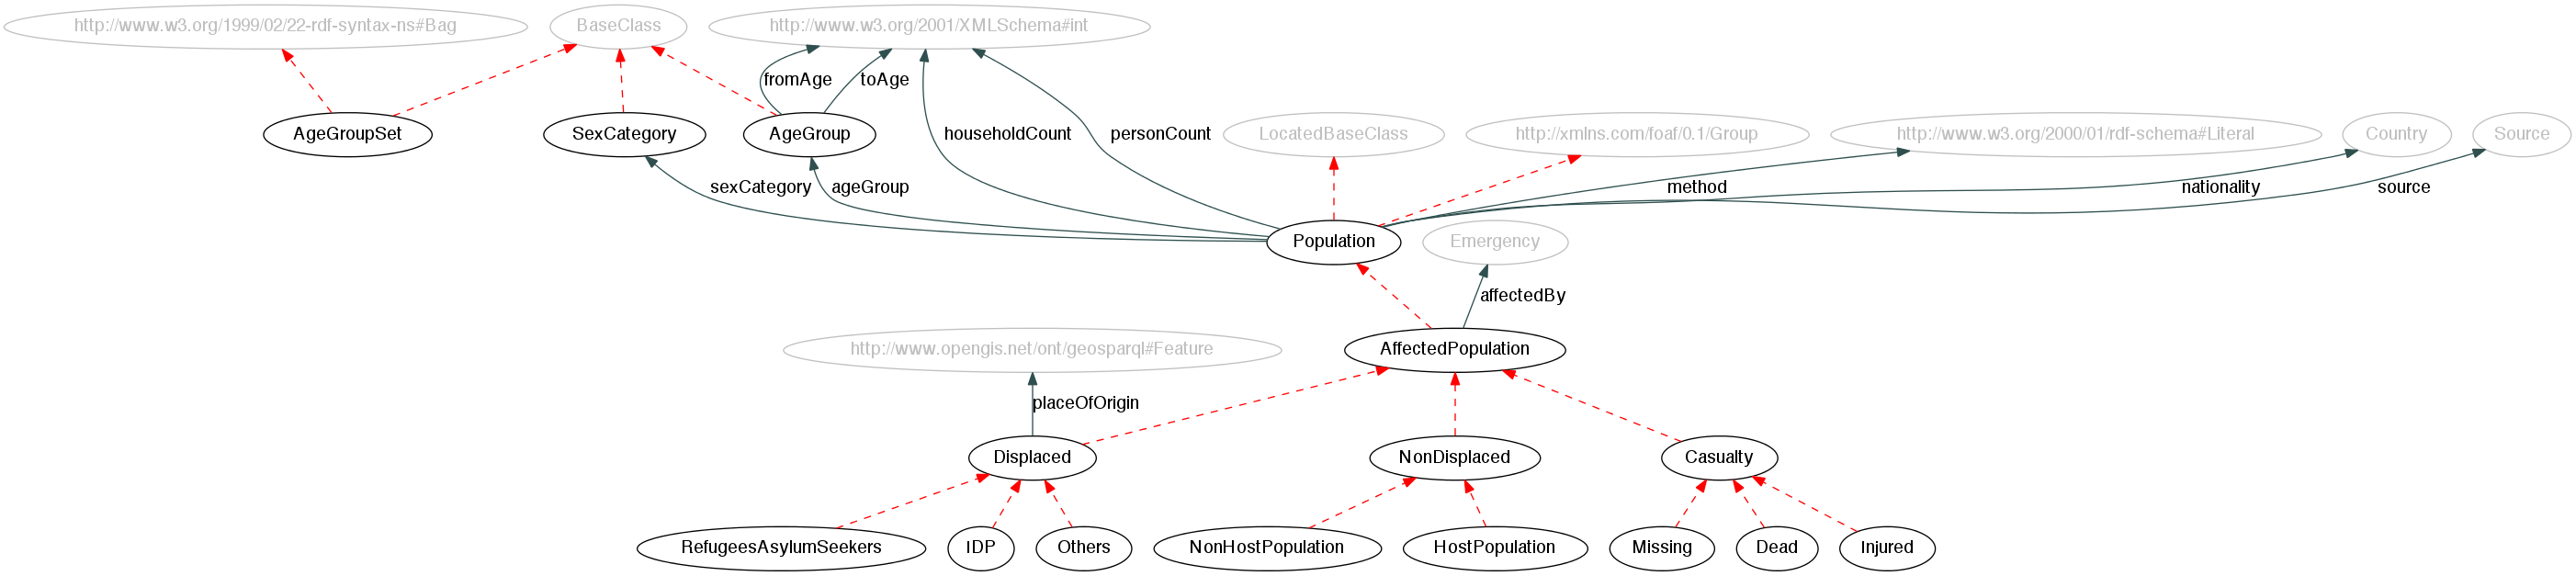 http://www.w3.org/1999/02/22-rdf-syntax-ns#Bag
BaseClass
http://www.w3.org/2001/XMLSchema#int
fromAge
toAge
AgeGroupSet
SexCategory
AgeGroup
householdCount
personCount
LocatedBaseClass
http://xmlns.com/foaf/0.1/Group
http://www.w3.org/2000/01/rdf-schema#Literal
Country
Source
sexCategory
ageGroup
method
nationality
source
Population
Emergency
affectedBy
http://www.opengis.net/ont/geosparql#Feature
AffectedPopulation
placeOfOrigin
Displaced
NonDisplaced
Casualty
RefugeesAsylumSeekers
IDP
Others
NonHostPopulation
HostPopulation
Missing
Dead
Injured